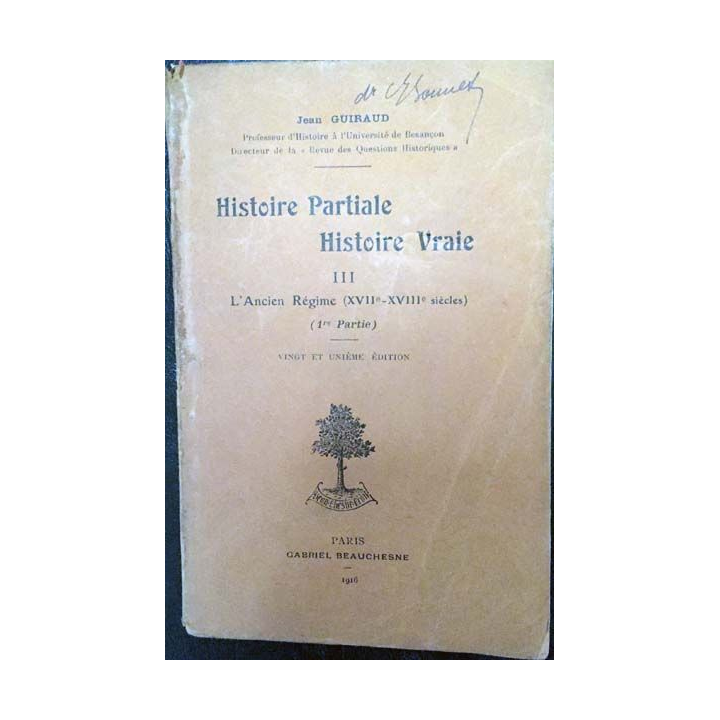 dr
Jean GUIRAUD
Professeur d'Histoire à l'Université de Besançon
Directeur de la « Revue des Questions Historiques »
Histoire Partiale
Histoire Vraie
III
L'Ancien Régime (XVIIe-XVIIIe siècles)
(1re Partie)
VINGT ET UNIÈME ÉDITION
PARIS
GABRIEL BEAUCHESNE
1916